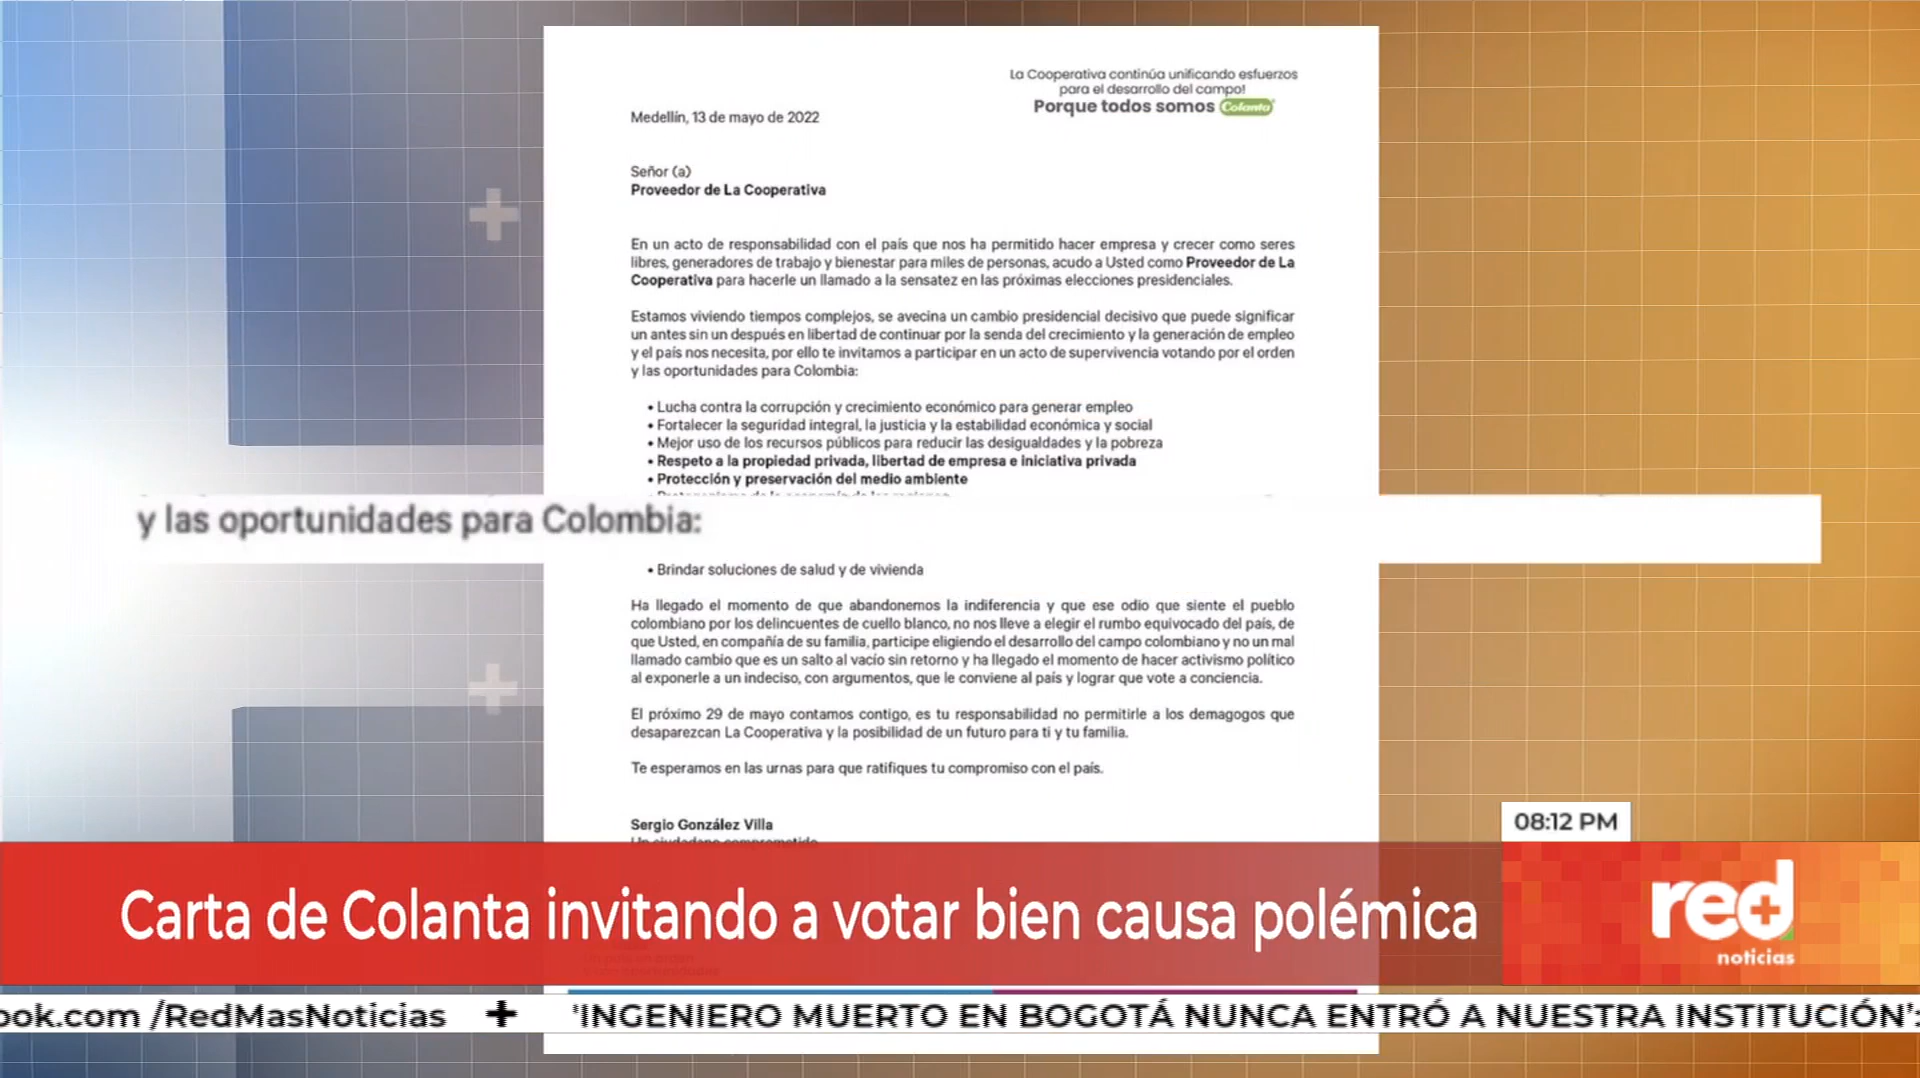 La Cooperativa continúa unificando esfuerzos
para el desarrollo del campo!
Porque todos somos Colanta
Medellín, 13 de mayo de 2022
Señor (a)
Proveedor de La Cooperativa
En un acto de responsabilidad con el país que nos ha permitido hacer empresa y crecer como seres
libres, generadores de trabajo y bienestar para miles de personas, acudo a Usted como Proveedor de La
Cooperativa para hacerle un llamado a la sensatez en las próximas elecciones presidenciales.
Estamos viviendo tiempos complejos, se avecina un cambio presidencial decisivo que puede significar
un antes sin un después en libertad de continuar por la senda del crecimiento y la generación de empleo
y el país nos necesita, por ello te invitamos a participar en un acto de supervivencia votando por el orden
y las oportunidades para Colombia:
• Lucha contra la corrupción y crecimiento económico para generar empleo
• Fortalecer la seguridad integral, la justicia y la estabilidad económica y social
• Mejor uso de los recursos públicos para reducir las desigualdades y la pobreza
• Respeto a la propiedad privada, libertad de empresa e iniciativa privada
• Protección y preservación del medio ambiente
y las oportunidades para Colombia:
• Brindar soluciones de salud y de vivienda
Ha llegado el momento de que abandonemos la indiferencia y que ese odio que siente el pueblo
colombiano por los delincuentes de cuello blanco, no nos lleve a elegir el rumbo equivocado del país, de
que Usted, en compañía de su familia, participe eligiendo el desarrollo del campo colombiano y no un mal
llamado cambio que es un salto al vacío sin retorno y ha llegado el momento de hacer activismo político
al exponerle a un indeciso, con argumentos, que le conviene al país y lograr que vote a conciencia.
El próximo 29 de mayo contamos contigo, es tu responsabilidad no permitirle a los demagogos que
desaparezcan La Cooperativa y la posibilidad de un futuro para ti y tu familia.
Te esperamos en las urnas para que ratifiques tu compromiso con el país.
Sergio González Villa
Un ciudadano comprometido
08:12 PM
Carta de Colanta invitando a votar bien causa polémica
red
noticias
ook.com /RedMasNoticias + 'INGENIERO MUERTO EN BOGOTÁ NUNCA ENTRÓ A NUESTRA INSTITUCIÓN':